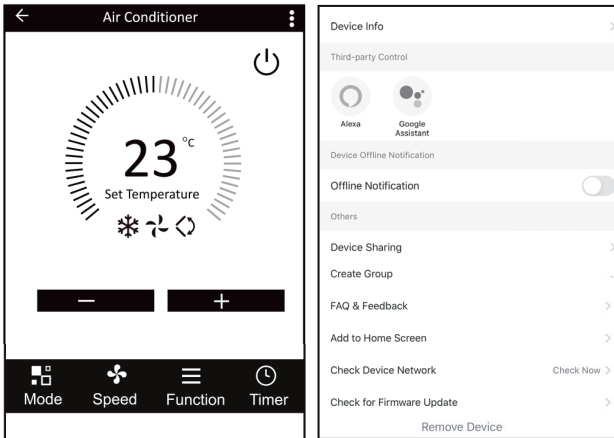 Air Conditioner
23 °C
Set Temperature
Mode Speed Function Timer
Device Info
Third-party Control
Alexa
Google
Assistant
Device Offline Notification
Offline Notification
Others
Device Sharing
Create Group
FAQ & Feedback
Add to Home Screen
Check Device Network Check Now
Check for Firmware Update
Remove Device